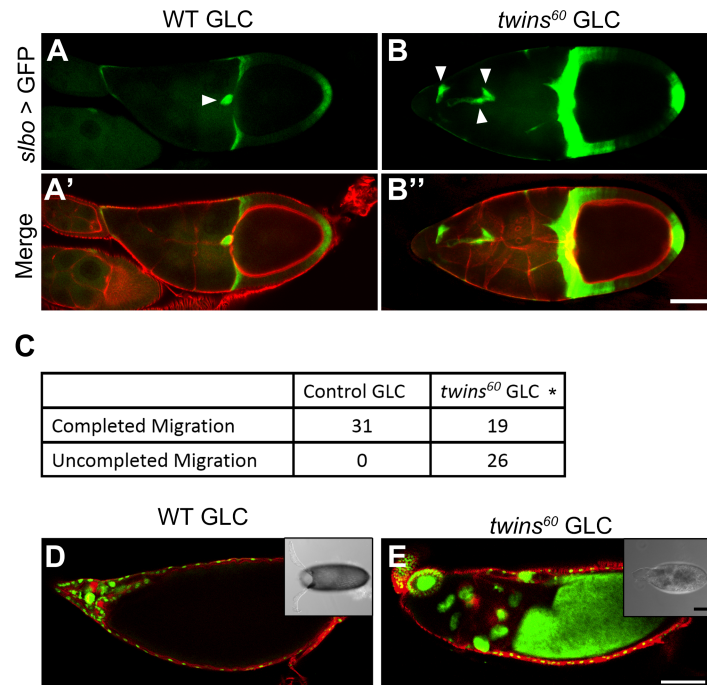 WT GLC
twins60 GLC
slbo > GFP
A
B
Merge
A'
B''
C
Control GLC
twins60 GLC *
Completed Migration
31
19
Uncompleted Migration
0
26
WT GLC
twins60 GLC
D
E